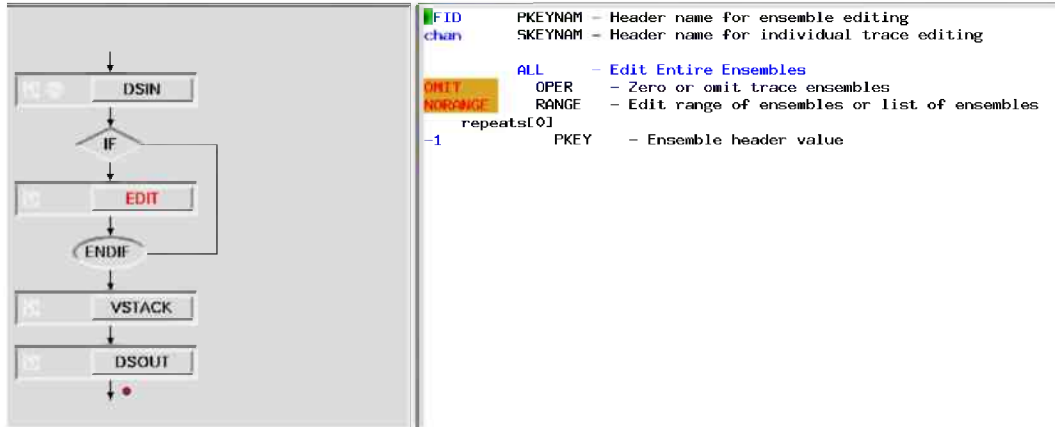 DSIN
IF
EDIT
ENDIF
VSTACK
DSOUT
FFID PKEYNAM - Header name for ensemble editing
chan SKEYNAM - Header name for individual trace editing
ALL - Edit Entire Ensembles
OMIT OPER - Zero or omit trace ensembles
NORANGE RANGE - Edit range of ensembles or list of ensembles
repeats[0]
-1 PKEY - Ensemble header value